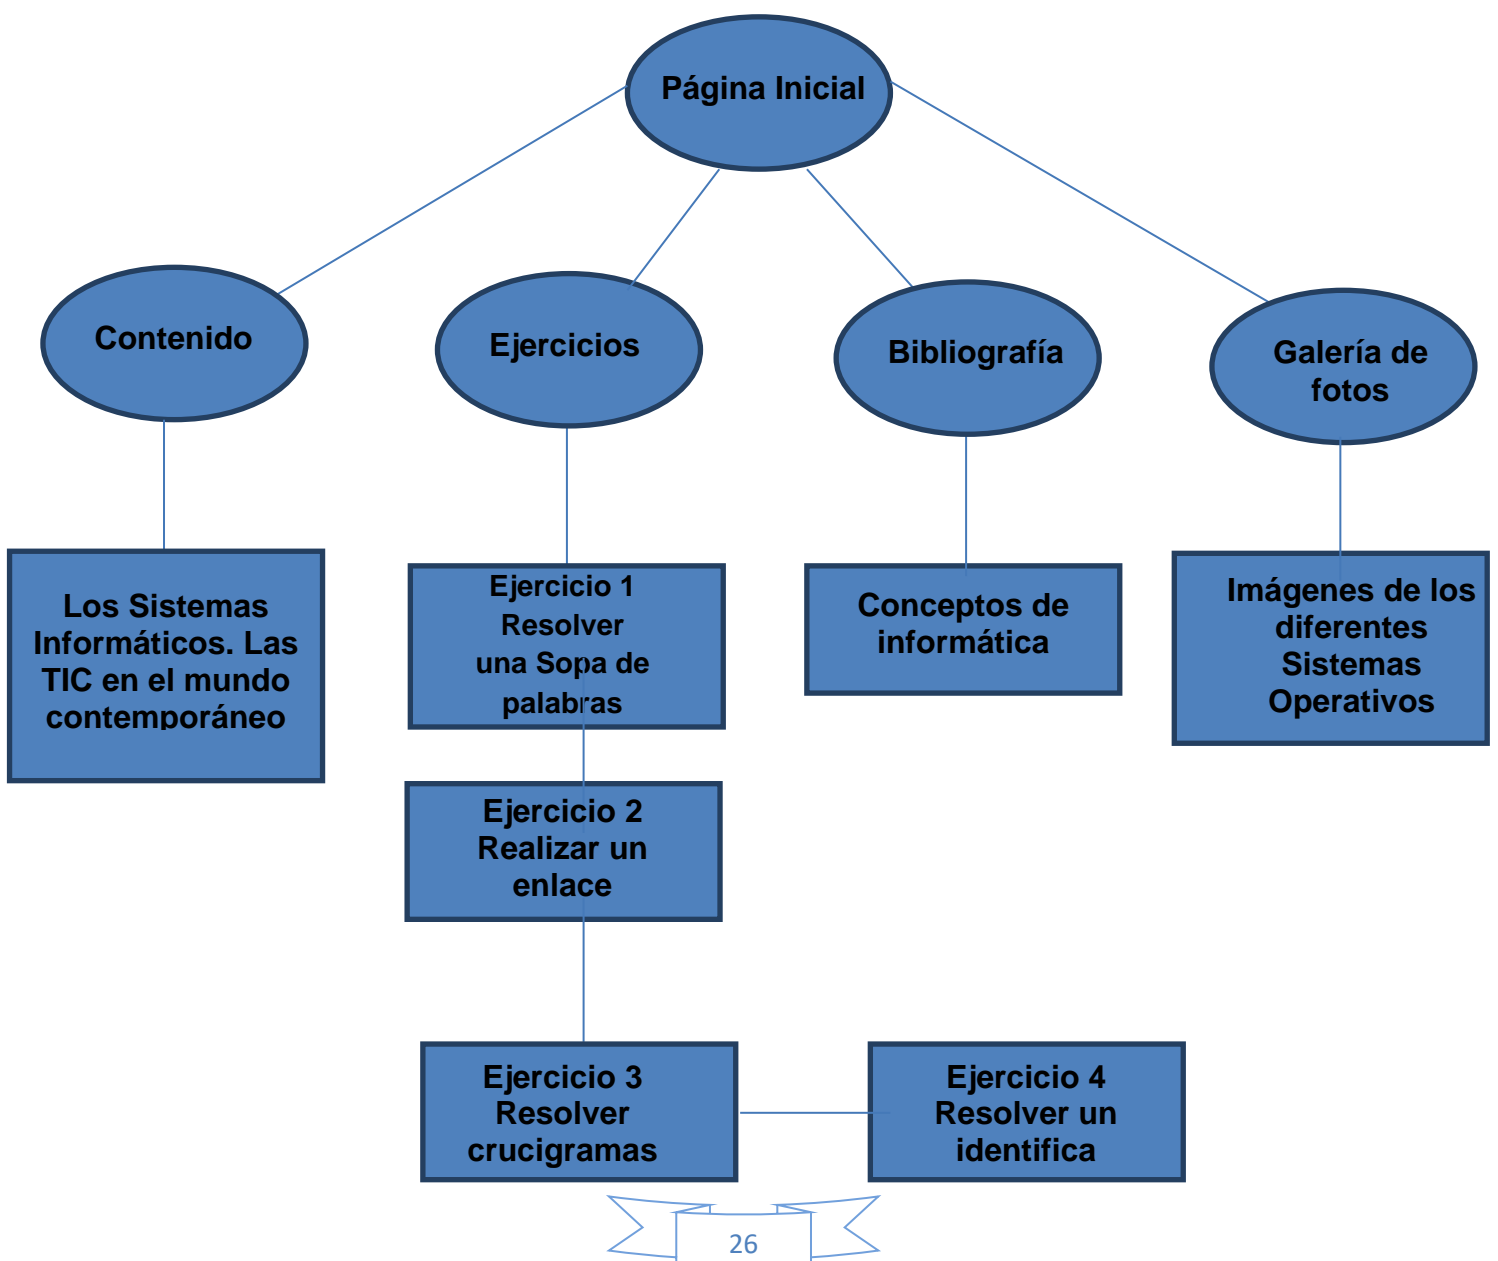 Página Inicial
Contenido
Ejercicios
Bibliografía
Galería de
fotos
Los Sistemas
Informáticos. Las
TIC en el mundo
contemporáneo
Ejercicio 1
Resolver
una Sopa de
palabras
Conceptos de
informática
Imágenes de los
diferentes
Sistemas
Operativos
Ejercicio 2
Realizar un
enlace
Ejercicio 3
Resolver
crucigramas
Ejercicio 4
Resolver un
identifica
26